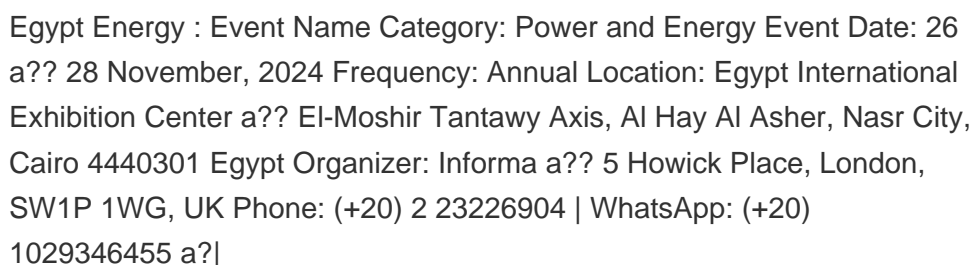 Egypt Energy : Event Name Category: Power and Energy Event Date: 26
a?? 28 November, 2024 Frequency: Annual Location: Egypt International
Exhibition Center a?? El-Moshir Tantawy Axis, Al Hay Al Asher, Nasr City,
Cairo 4440301 Egypt Organizer: Informa a?? 5 Howick Place, London,
SW1P 1WG, UK Phone: (+20) 2 23226904 | WhatsApp: (+20)
1029346455 a?|